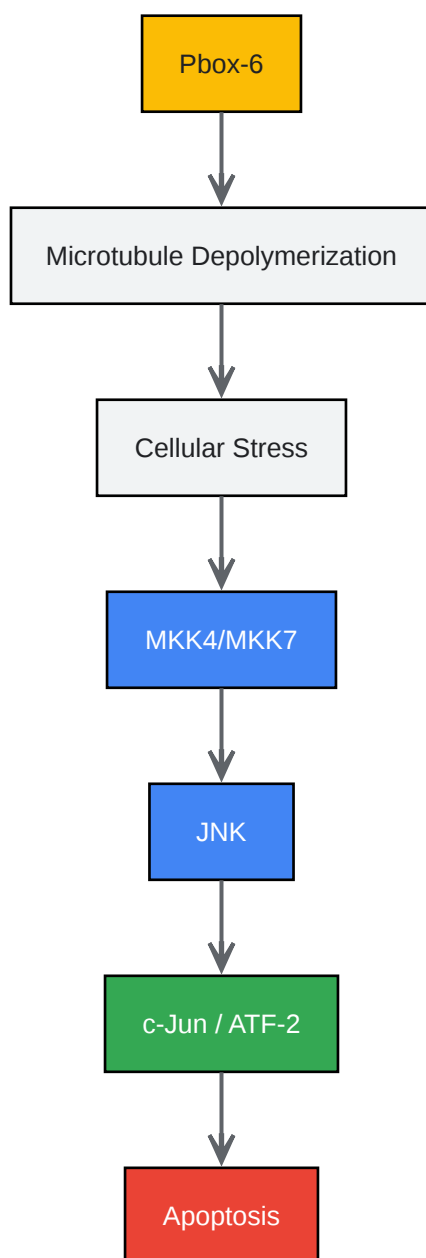 Pbox-6
Microtubule Depolymerization
Cellular Stress
MKK4/MKK7
JNK
c-Jun / ATF-2
Apoptosis